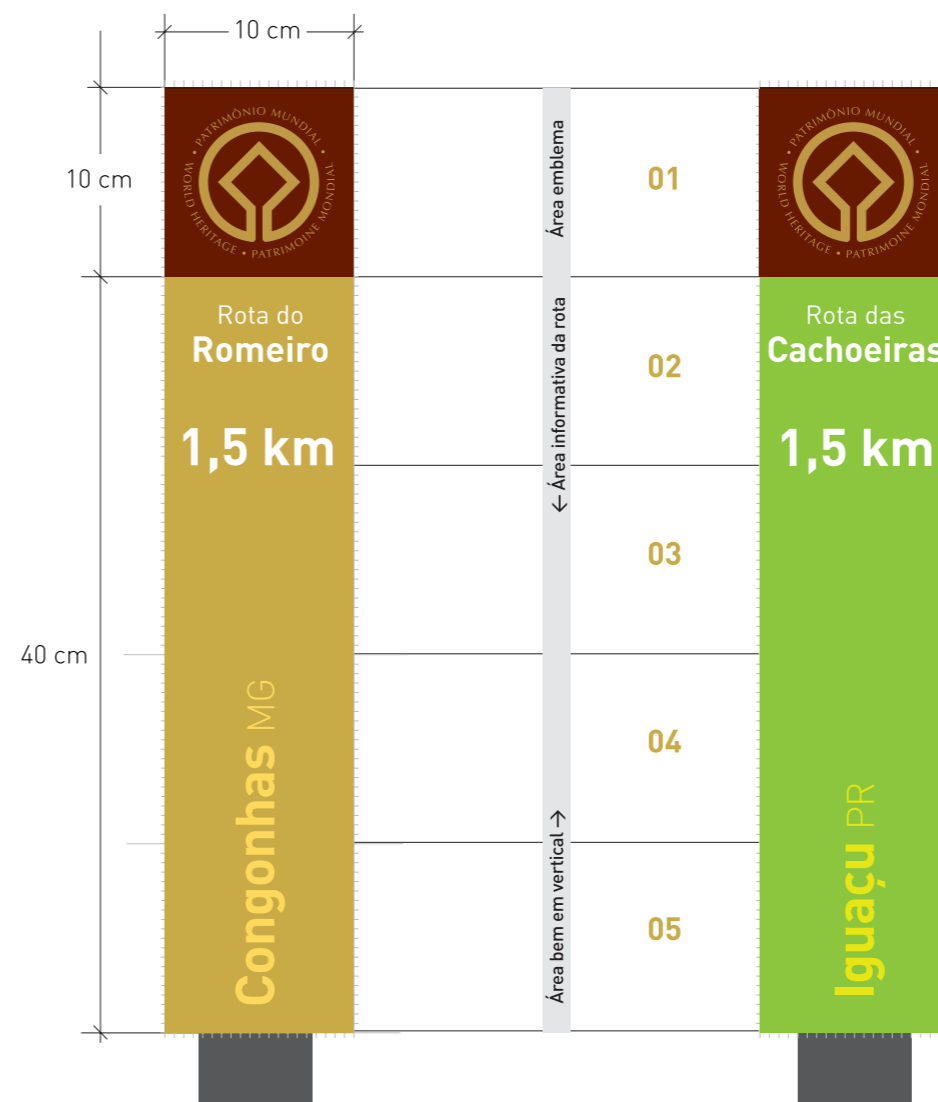 10 cm
10 cm
40 cm
• PATRIMÔNIO MUNDIAL •
WORLD HERITAGE • PATRIMOINE MONDIAL
Rota do
Romeiro
1,5 km
Congonhas MG
Área emblema
← Área informativa da rota
Área bem em vertical →
01
02
03
04
05
• PATRIMÔNIO MUNDIAL •
WORLD HERITAGE • PATRIMOINE MONDIAL
Rota das
Cachoeiras
1,5 km
Iguaçu PR